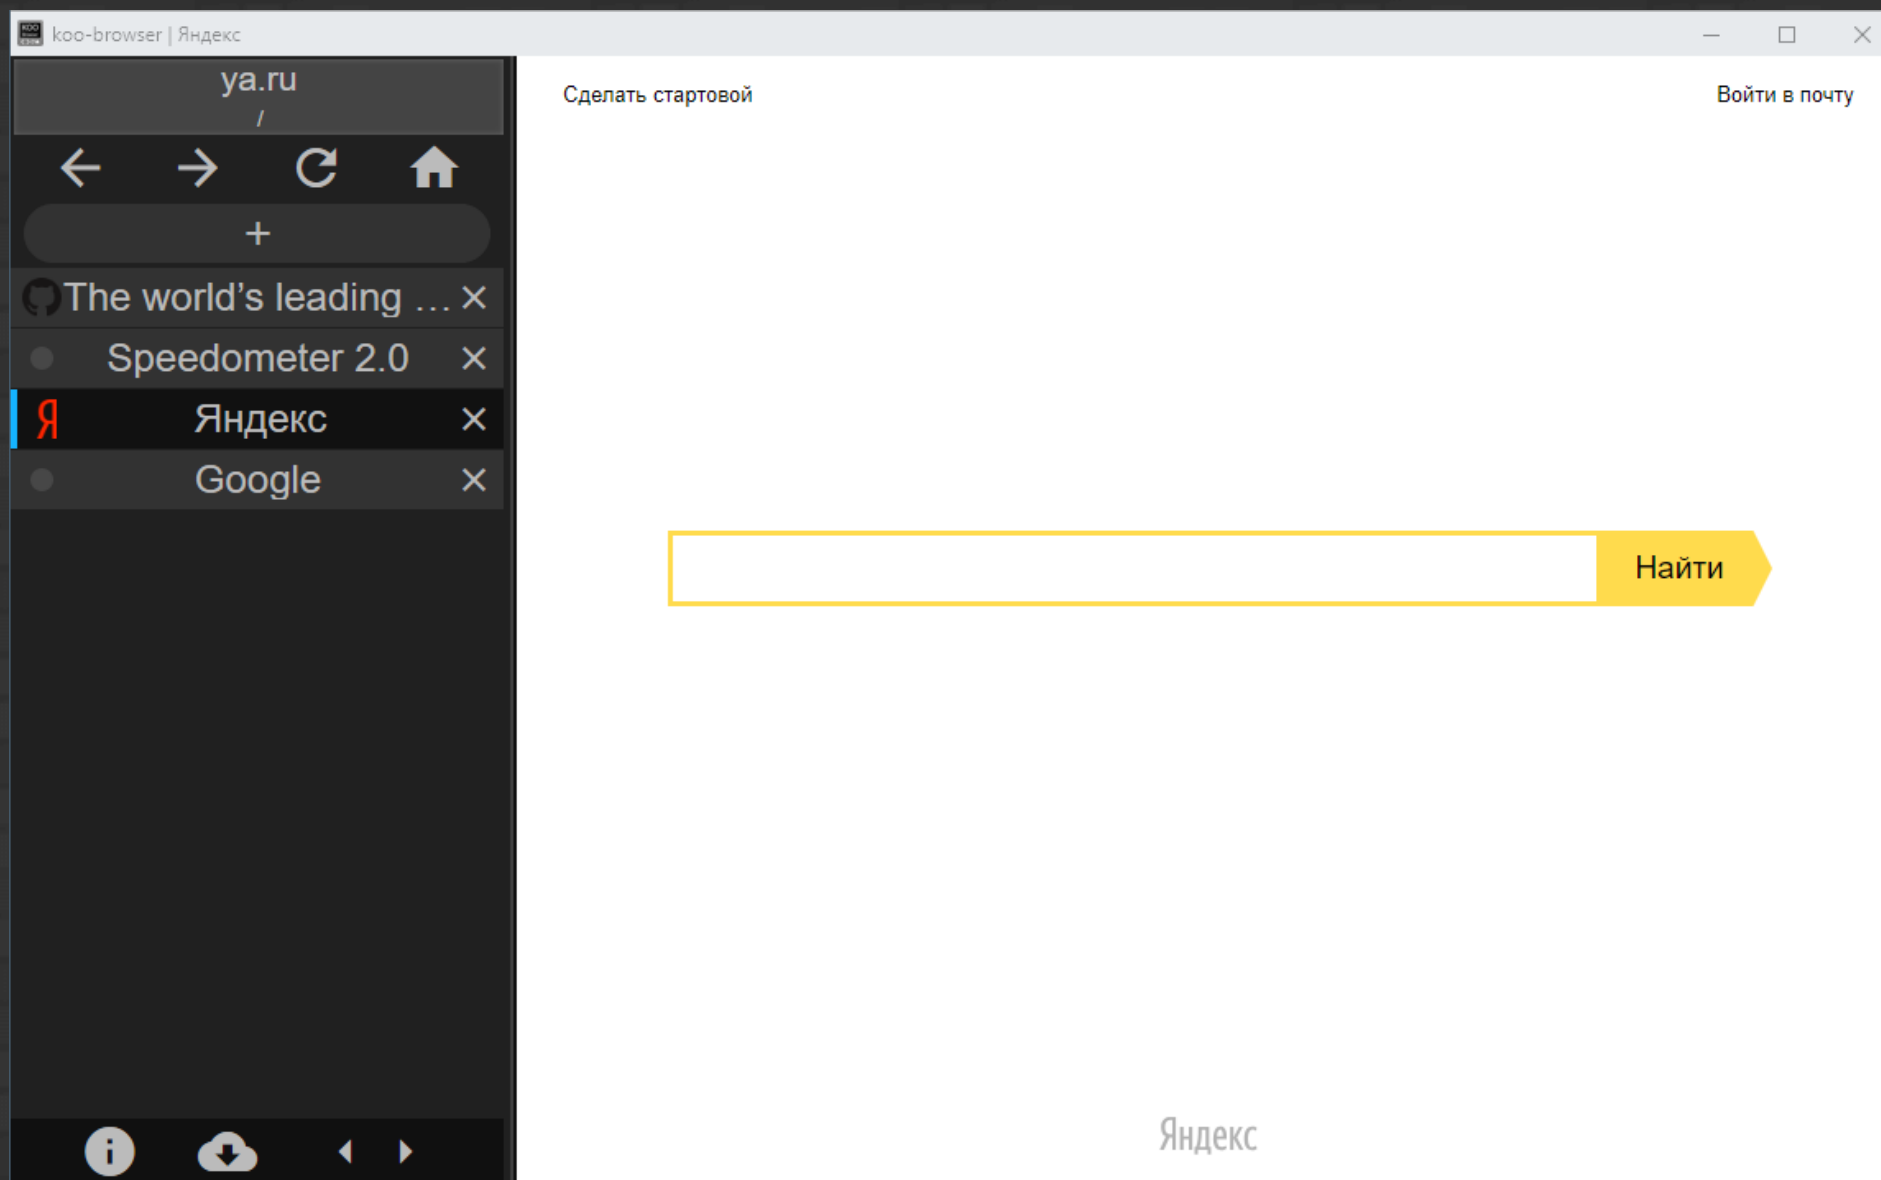 koo-browser | Яндекс
ya.ru
/
+
The world’s leading …
Speedometer 2.0
Яндекс
Google
Сделать стартовой
Войти в почту
Найти
Яндекс